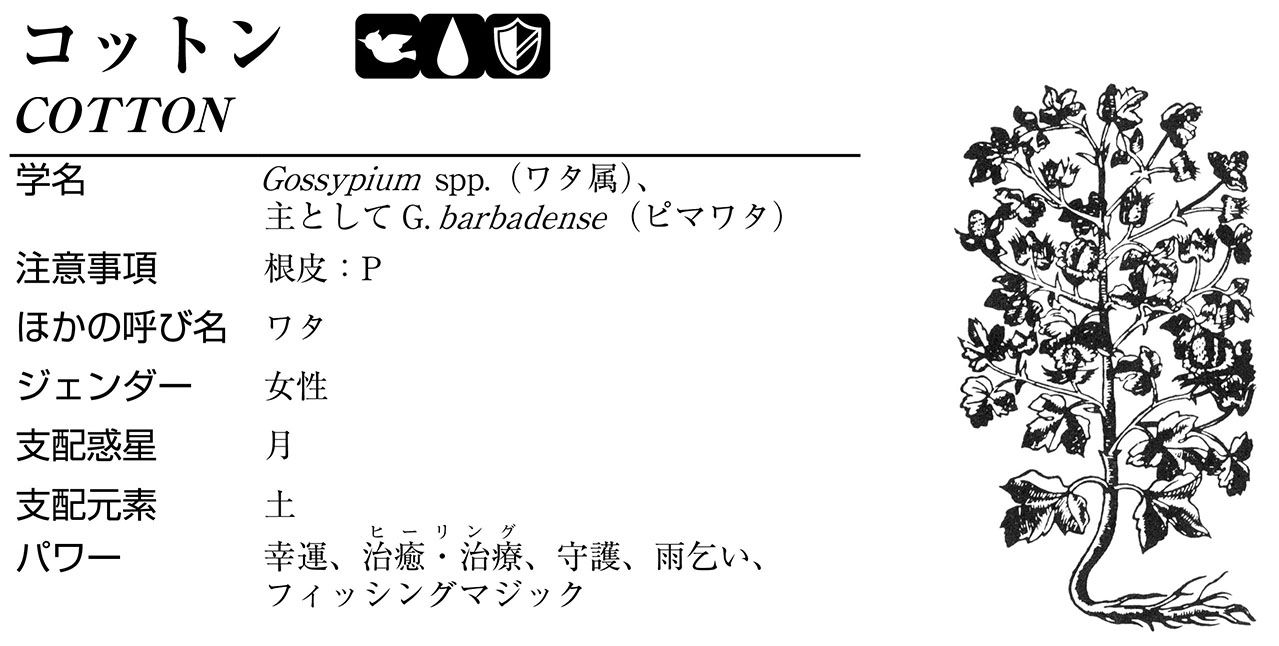 コットン
COTTON
学名 Gossypium spp.（ワタ属）、
主として G. barbadense（ピマワタ）
注意事項 根皮：P
ほかの呼び名 ワタ
ジェンダー 女性
支配惑星 月
支配元素 土
ヒーリング
パワー 幸運、治癒・治療、守護、雨乞い、
フィッシングマジック